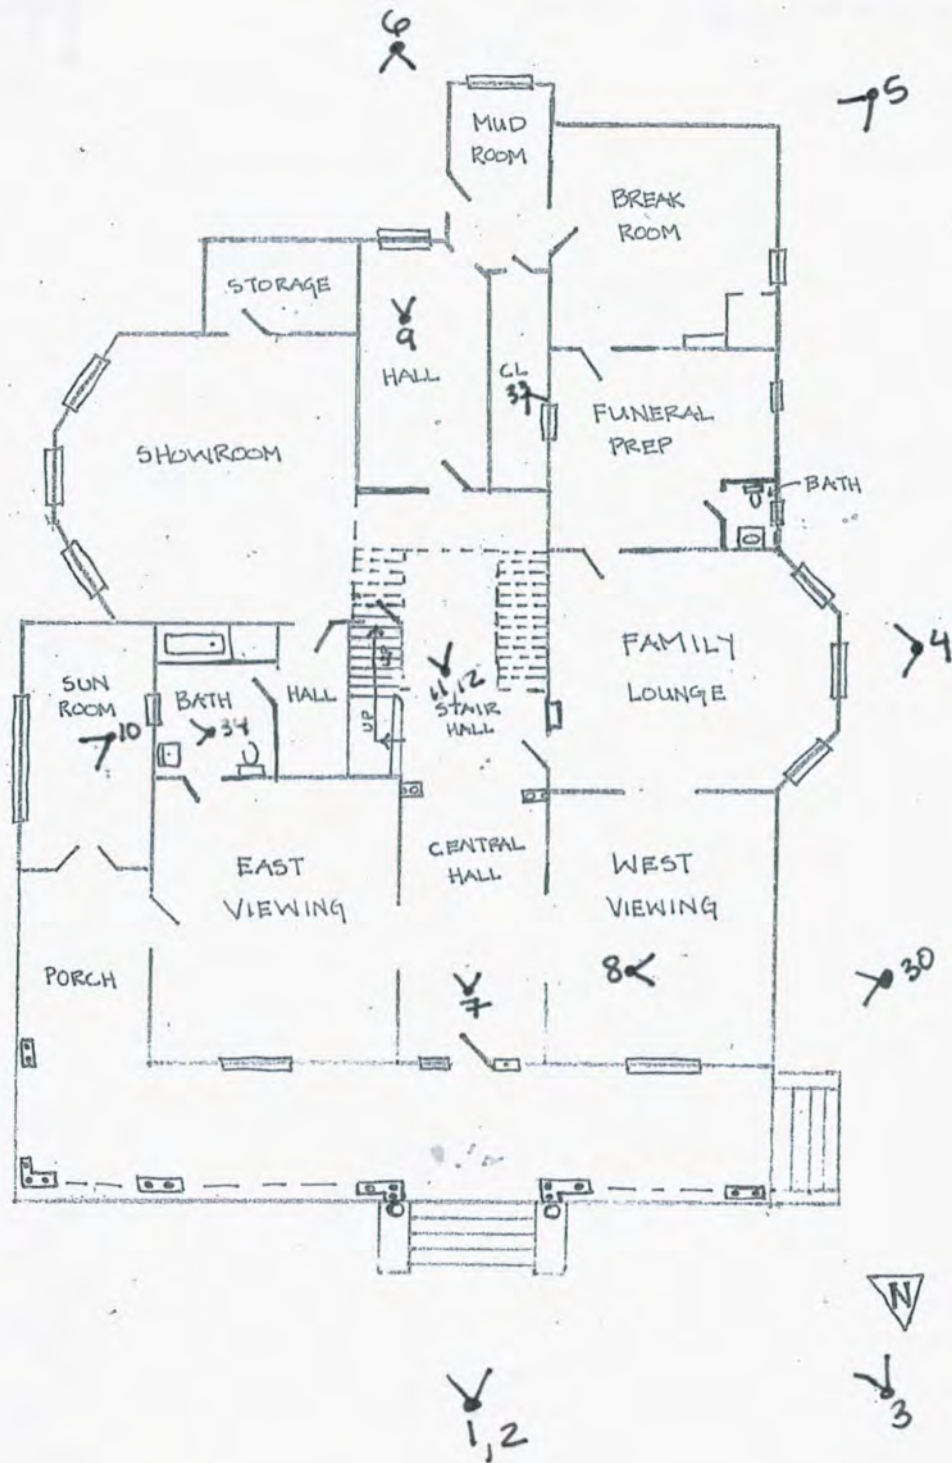 6
5
MUD
ROOM
BREAK
ROOM
STORAGE
9
HALL
CL
33
FUNERAL
PREP
SHOWROOM
BATH
FAMILY
LOUNGE
4
SUN
ROOM
10
BATH
34
HALL
UP
UP
11,12
STAIR
HALL
EAST
VIEWING
CENTRAL
HALL
WEST
VIEWING
PORCH
7
8
30
N
3
1,2